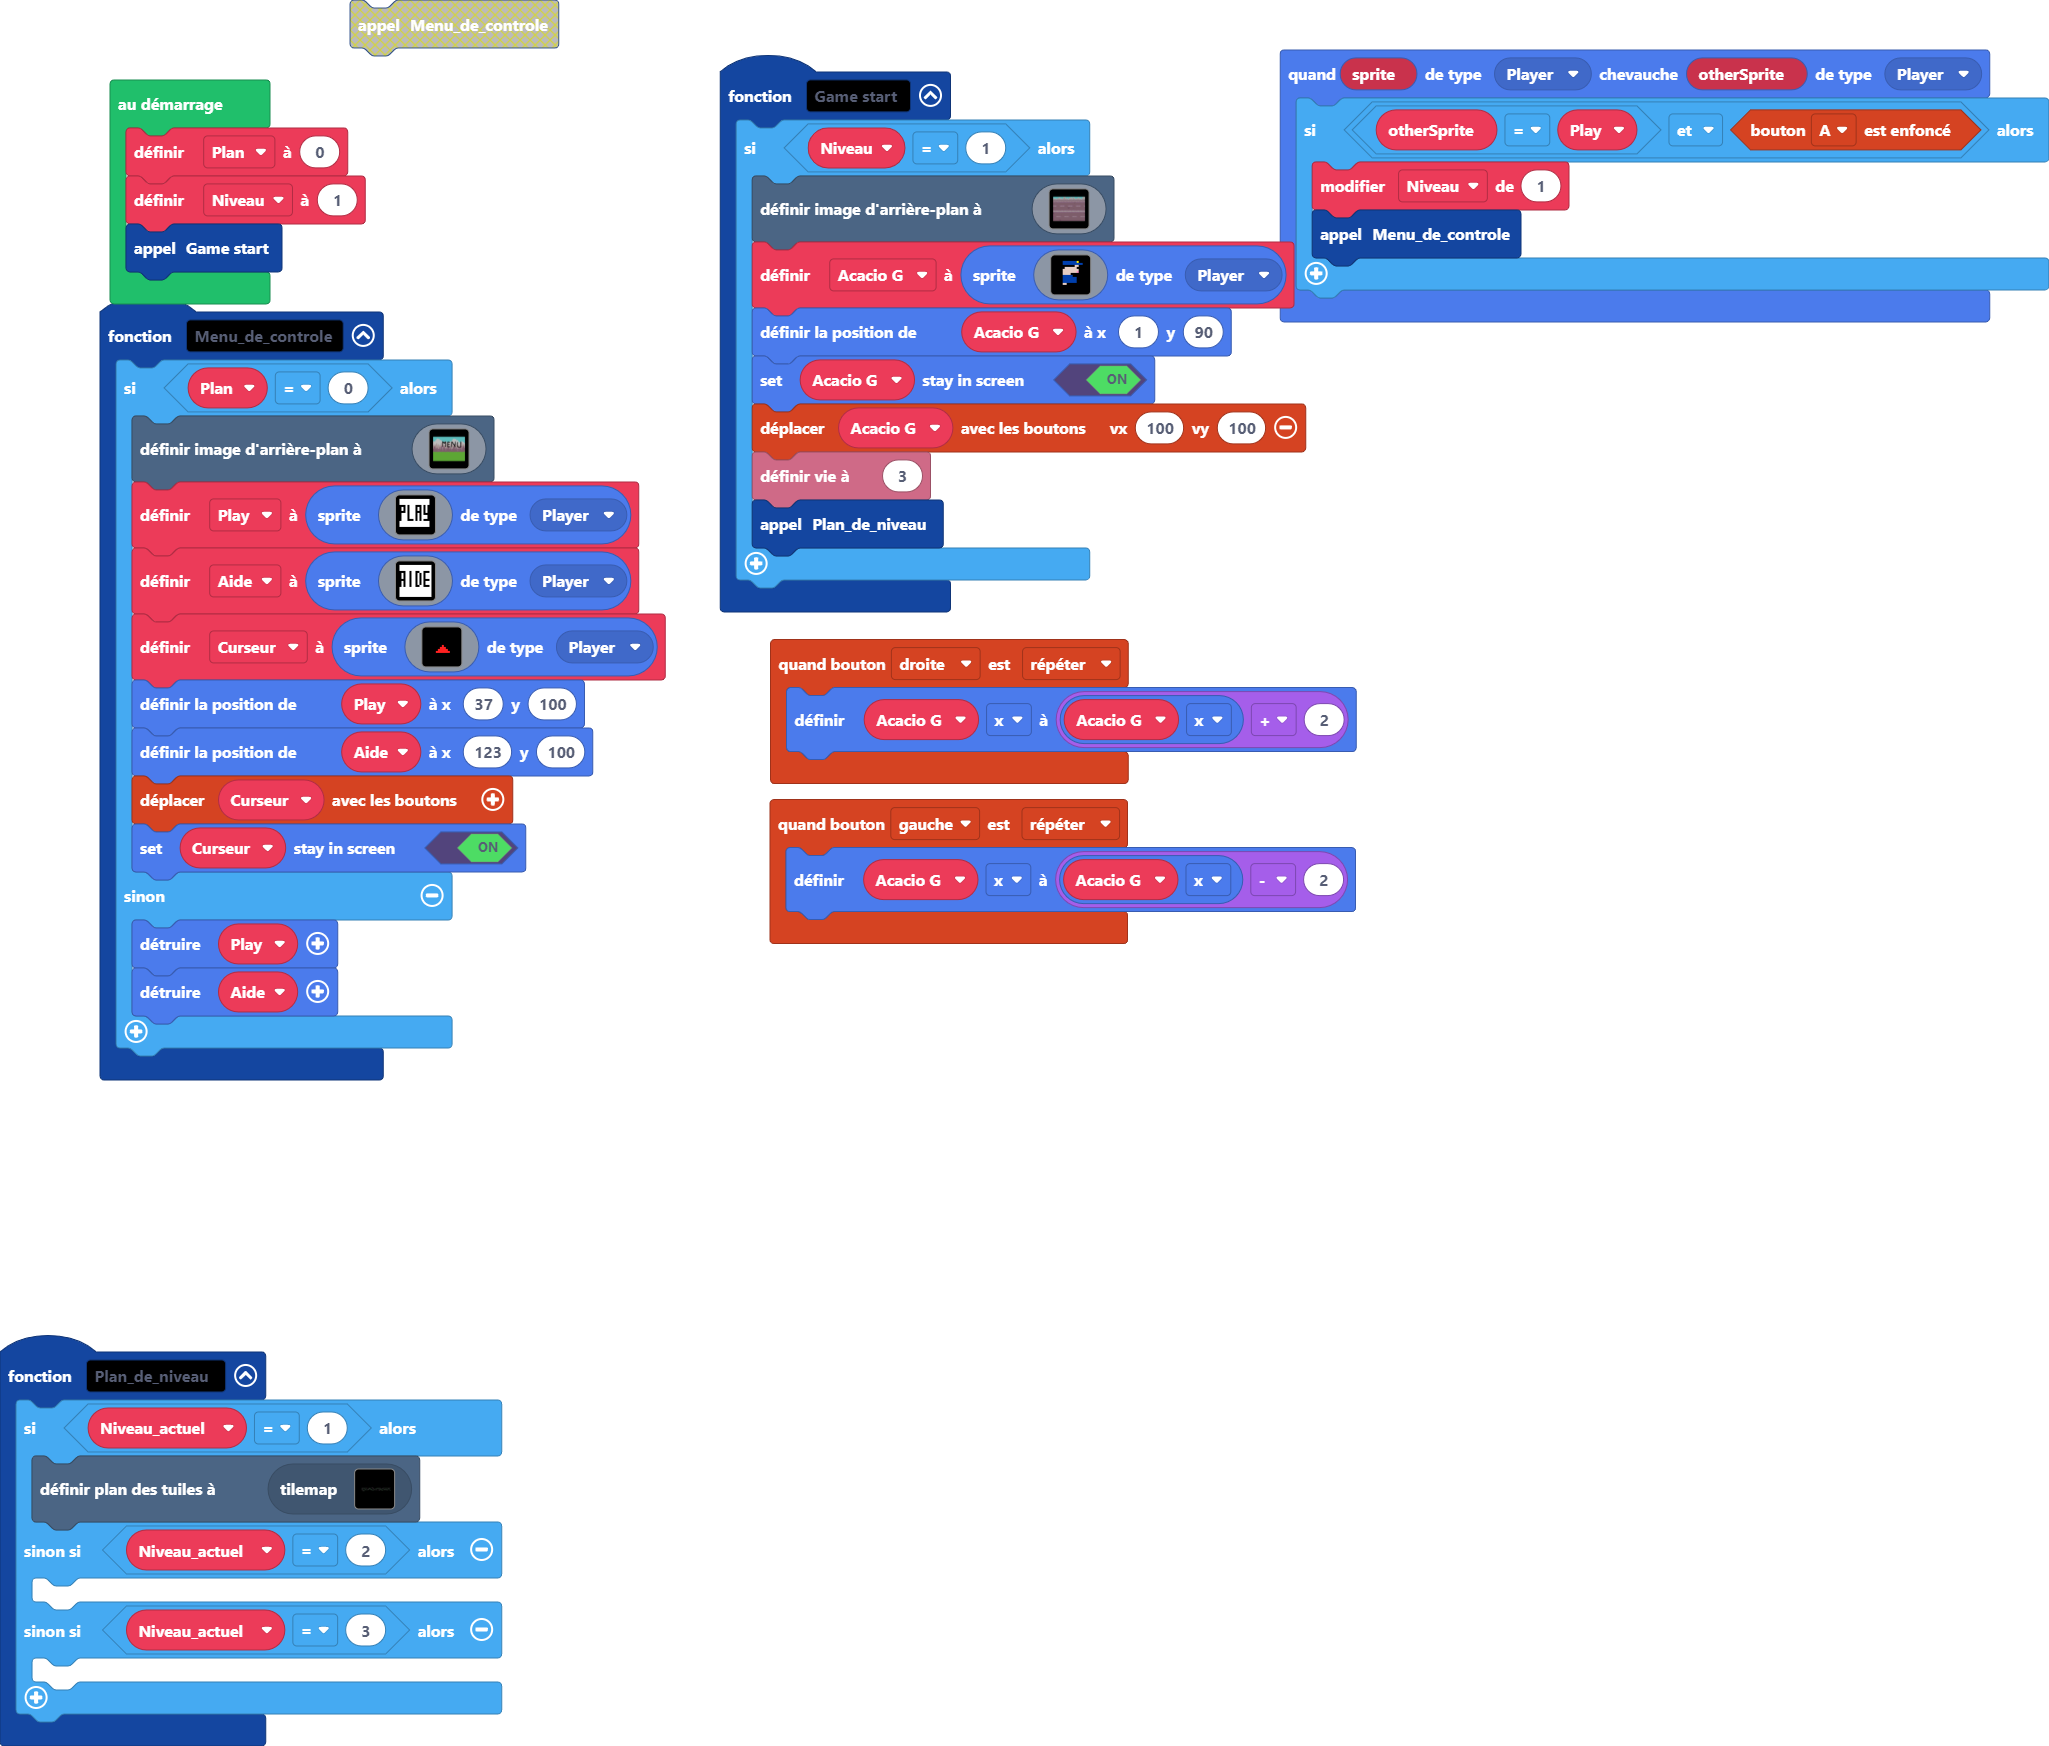 appel Menu_de_controle
au démarrage
définir Plan à 0
définir Niveau à 1
appel Game start
fonction Menu_de_controle
si Plan = 0 alors
définir image d'arrière-plan à MENU
définir Play à sprite PLAY de type Player
définir Aide à sprite AIDE de type Player
définir Curseur à sprite de type Player
définir la position de Play à x 37 y 100
définir la position de Aide à x 123 y 100
déplacer Curseur avec les boutons
set Curseur stay in screen ON
sinon
détruire Play
détruire Aide
fonction Game start
si Niveau = 1 alors
définir image d'arrière-plan à
définir Acacio G à sprite de type Player
définir la position de Acacio G à x 1 y 90
set Acacio G stay in screen ON
déplacer Acacio G avec les boutons vx 100 vy 100
définir vie à 3
appel Plan_de_niveau
quand sprite de type Player chevauche otherSprite de type Player
si otherSprite = Play et bouton A est enfoncé alors
modifier Niveau de 1
appel Menu_de_controle
quand bouton droite est répéter
définir Acacio G x à Acacio G x + 2
quand bouton gauche est répéter
définir Acacio G x à Acacio G x - 2
fonction Plan_de_niveau
si Niveau_actuel = 1 alors
définir plan des tuiles à tilemap
sinon si Niveau_actuel = 2 alors
sinon si Niveau_actuel = 3 alors